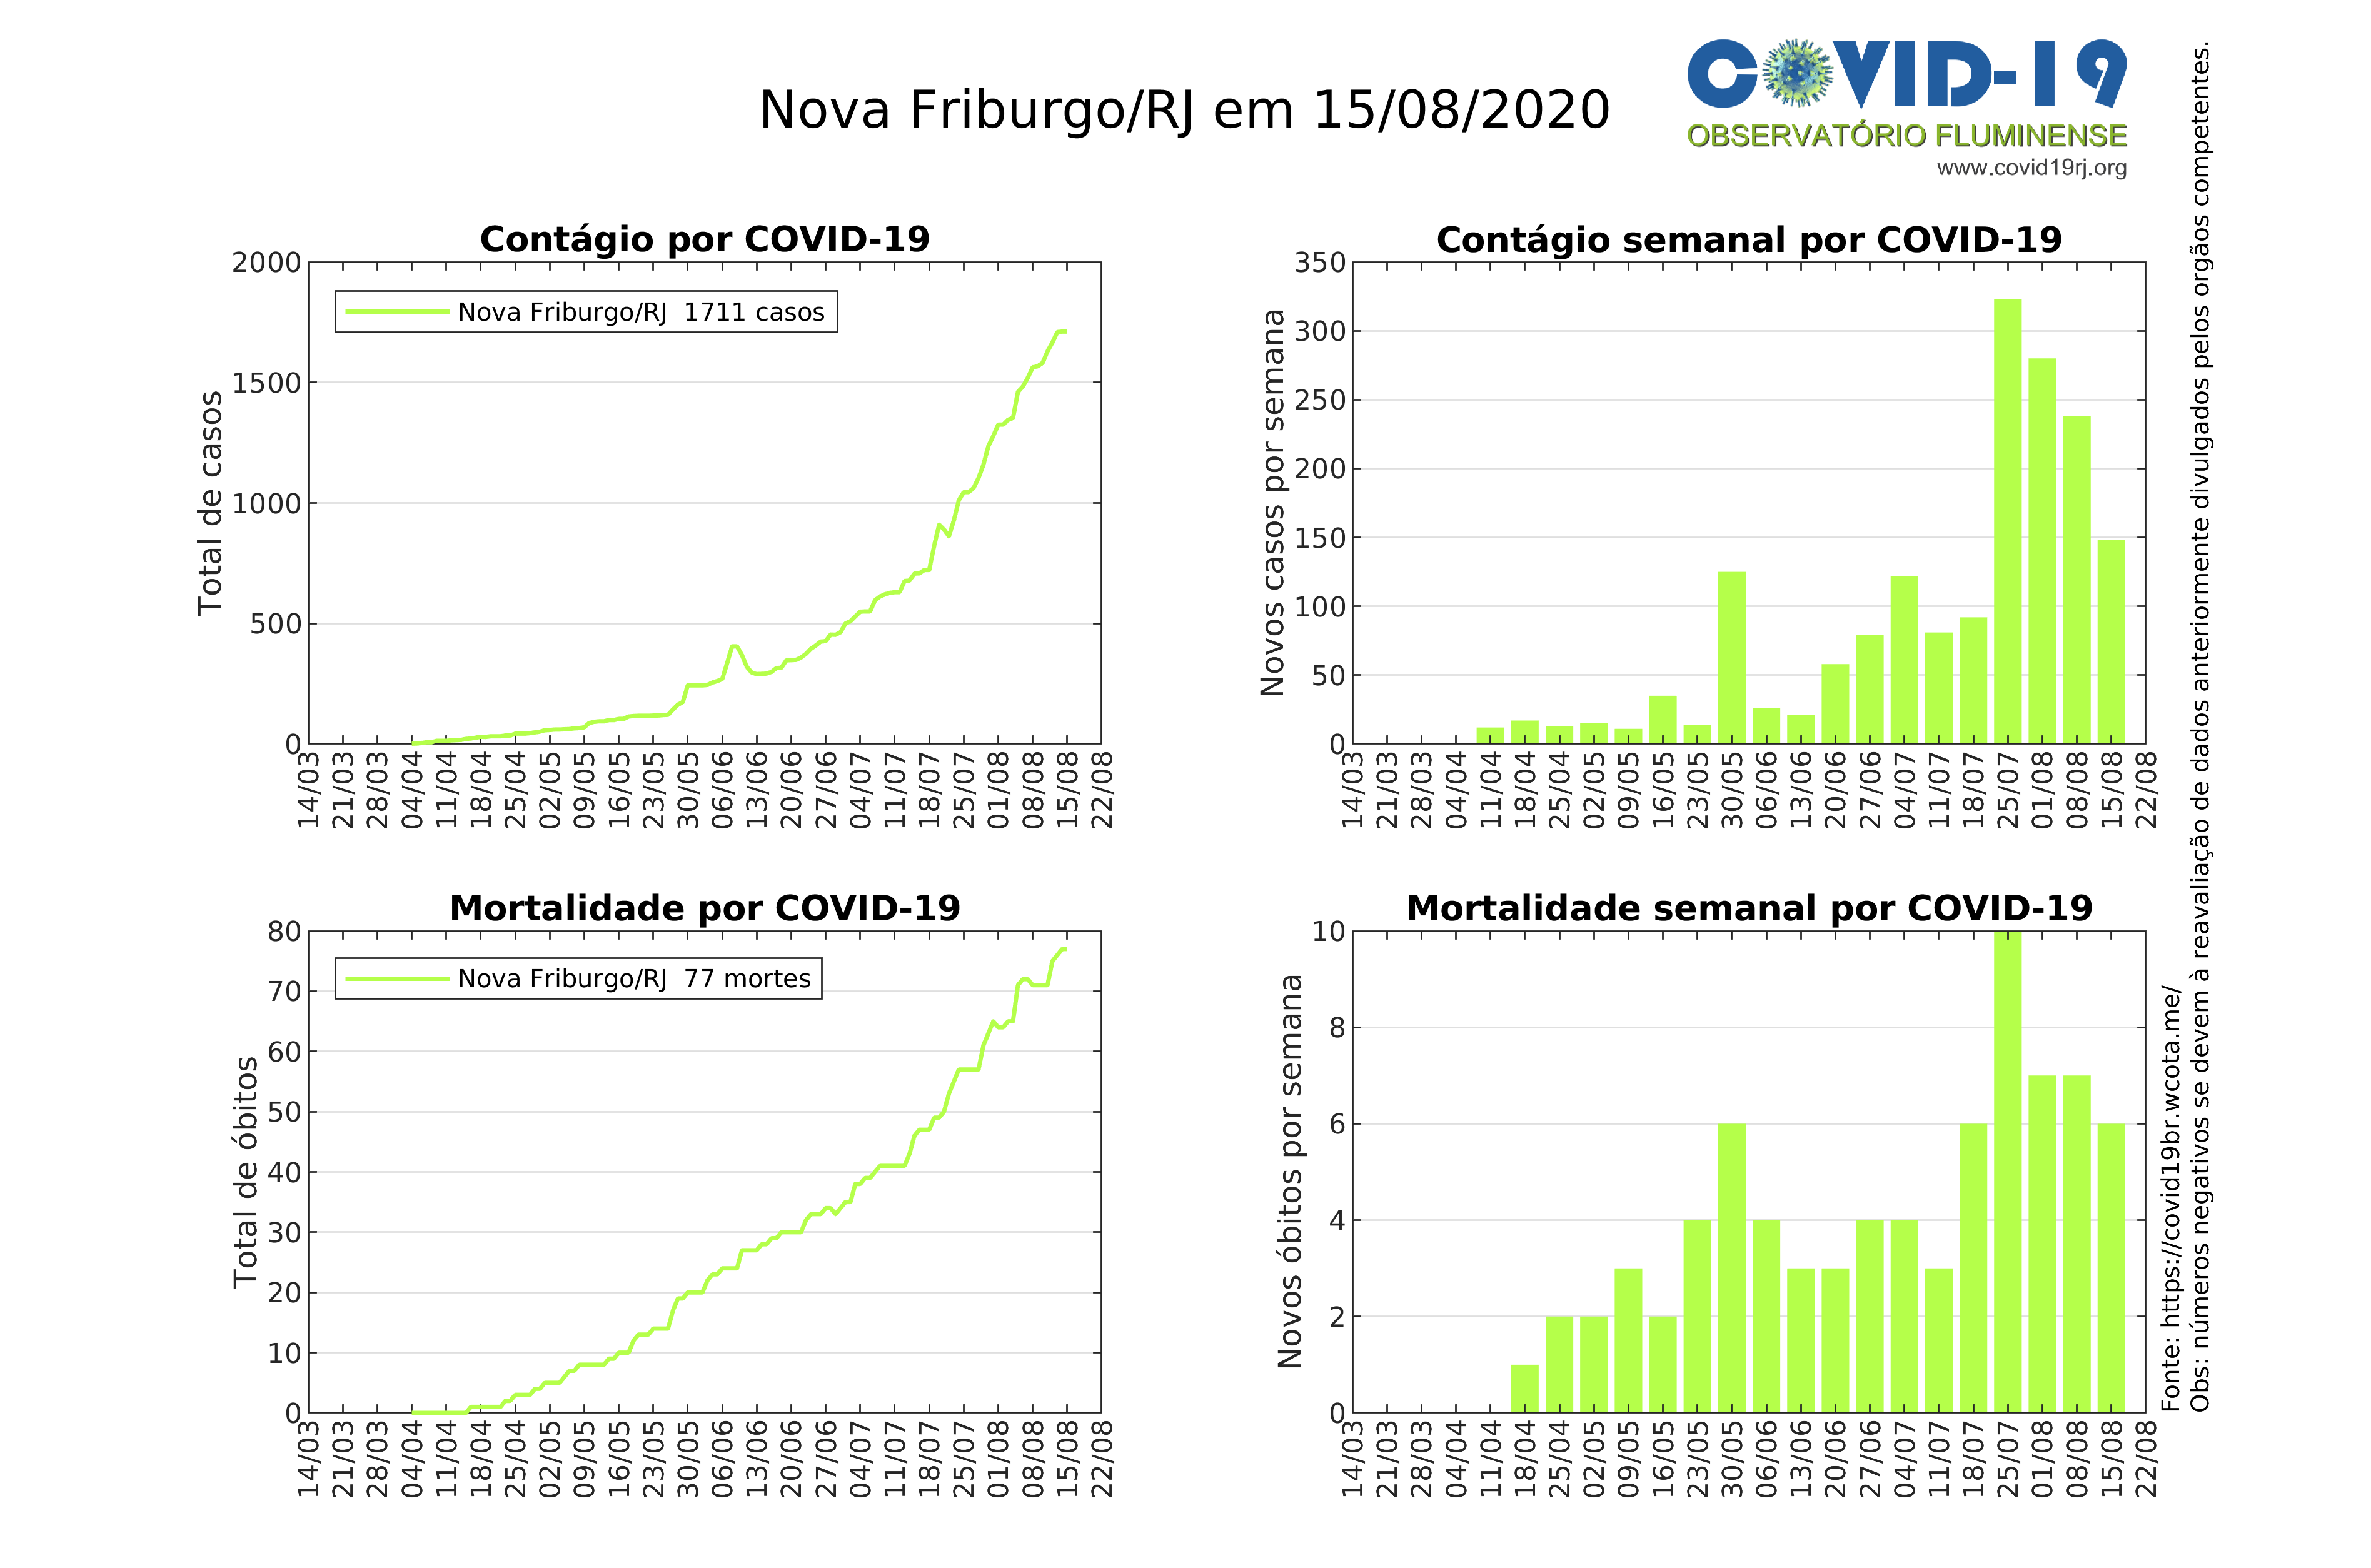 Nova Friburgo/RJ em 15/08/2020
COVID-19
OBSERVATÓRIO FLUMINENSE
www.covid19rj.org
Contágio por COVID-19
Total de casos
2000
1500
1000
500
0
Nova Friburgo/RJ 1711 casos
14/03 21/03 28/03 04/04 11/04 18/04 25/04 02/05 09/05 16/05 23/05 30/05 06/06 13/06 20/06 27/06 04/07 11/07 18/07 25/07 01/08 08/08 15/08 22/08
Contágio semanal por COVID-19
Novos casos por semana
350
300
250
200
150
100
50
0
14/03 21/03 28/03 04/04 11/04 18/04 25/04 02/05 09/05 16/05 23/05 30/05 06/06 13/06 20/06 27/06 04/07 11/07 18/07 25/07 01/08 08/08 15/08 22/08
Mortalidade por COVID-19
Total de óbitos
80
70
60
50
40
30
20
10
0
Nova Friburgo/RJ 77 mortes
14/03 21/03 28/03 04/04 11/04 18/04 25/04 02/05 09/05 16/05 23/05 30/05 06/06 13/06 20/06 27/06 04/07 11/07 18/07 25/07 01/08 08/08 15/08 22/08
Mortalidade semanal por COVID-19
Novos óbitos por semana
10
8
6
4
2
0
14/03 21/03 28/03 04/04 11/04 18/04 25/04 02/05 09/05 16/05 23/05 30/05 06/06 13/06 20/06 27/06 04/07 11/07 18/07 25/07 01/08 08/08 15/08 22/08
Fonte: https://covid19br.wcota.me/
Obs: números negativos se devem à reavaliação de dados anteriormente divulgados pelos orgãos competentes.